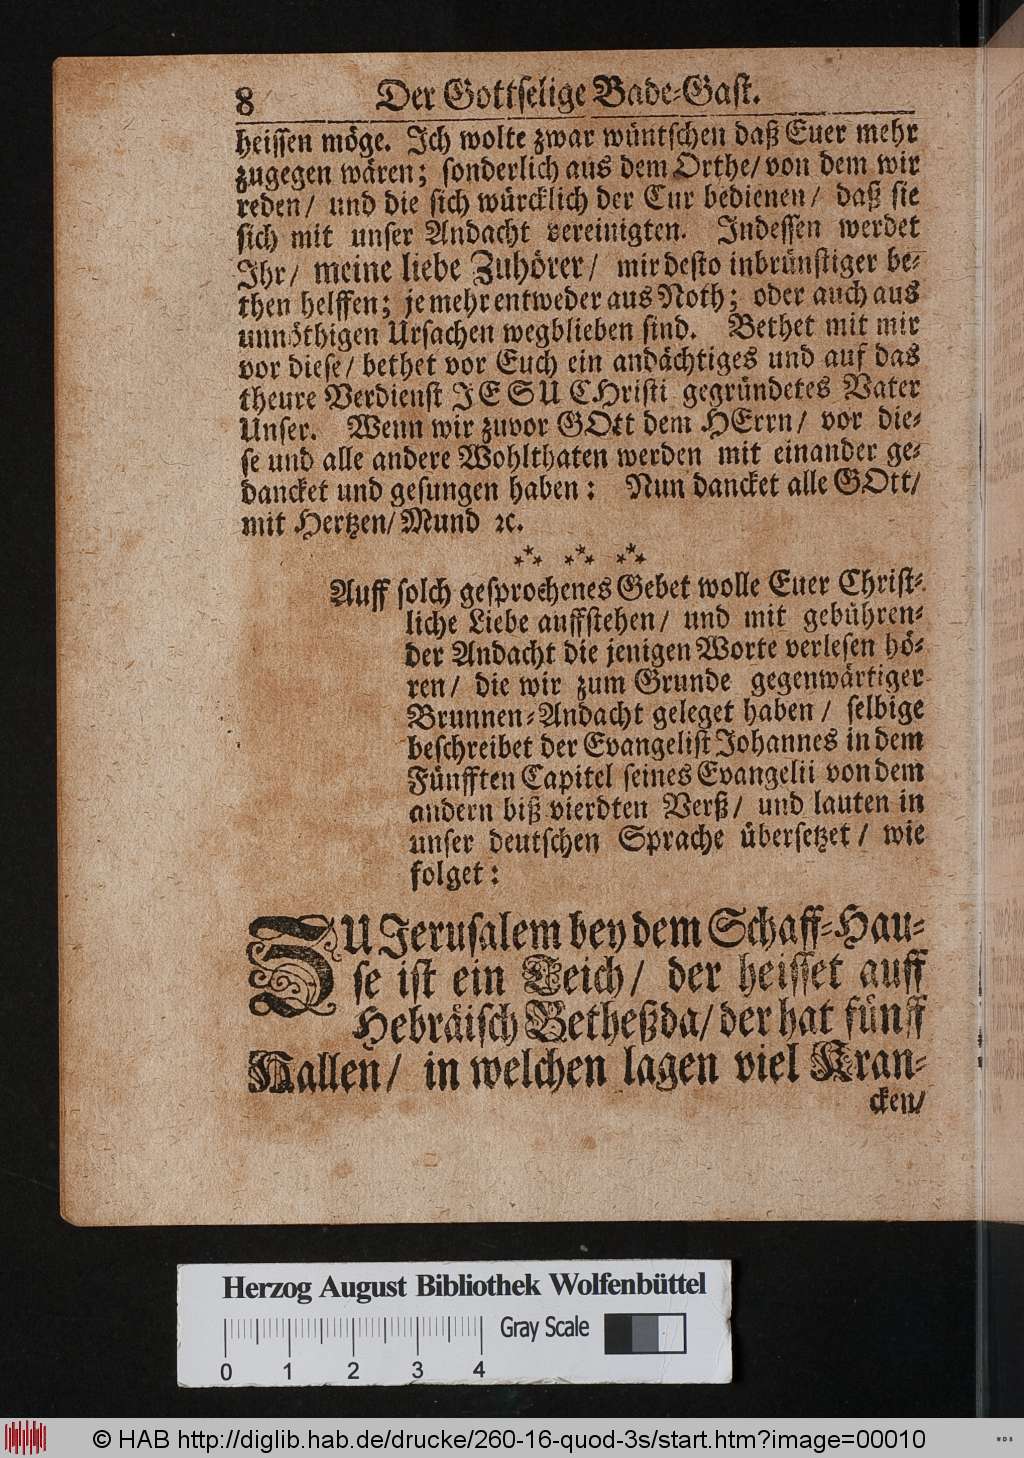 8 Der Gottselige Bade-Gast.
heissen möge. Ich wolte zwar wüntschen daß Euer mehr
zugegen wären; sonderlich aus dem Orthe/ von dem wir
reden/ und die sich würcklich der Cur bedienen/ daß sie
sich mit unser Andacht vereinigten. Indessen werdet
Ihr/ meine liebe Zuhörer/ mir desto inbrünstiger be-
then helffen; je mehr entweder aus Noth; oder auch aus
unnöthigen Ursachen wegblieben sind. Bethet mit mir
vor diese/ bethet vor Euch ein andächtiges und auf das
theure Verdienst JESU CHristi gegründetes Vater
Unser. Wenn wir zuvor GOtt dem HErrn/ vor die-
se und alle andere Wohlthaten werden mit einander ge-
dancket und gesungen haben: Nun dancket alle GOtt/
mit Hertzen/ Mund ꝛc.
Auff solch gesprochenes Gebet wolle Euer Christ-
liche Liebe auffstehen/ und mit gebühren-
der Andacht die jenigen Worte verlesen hö-
ren/ die wir zum Grunde gegenwärtiger
Brunnen-Andacht geleget haben/ selbige
beschreibet der Evangelist Johannes in dem
Fünfften Capitel seines Evangelii von dem
andern biß vierdten Verß/ und lauten in
unser deutschen Sprache übersetzet/ wie
folget:
ZU Jerusalem bey dem Schaff-Hau-
se ist ein Teich/ der heisset auff
Hebräisch Betheßda/ der hat fünff
Hallen/ in welchen lagen viel Kran-
cken/
Herzog August Bibliothek Wolfenbüttel
Gray Scale
0 1 2 3 4
© HAB http://diglib.hab.de/drucke/260-16-quod-3s/start.htm?image=00010